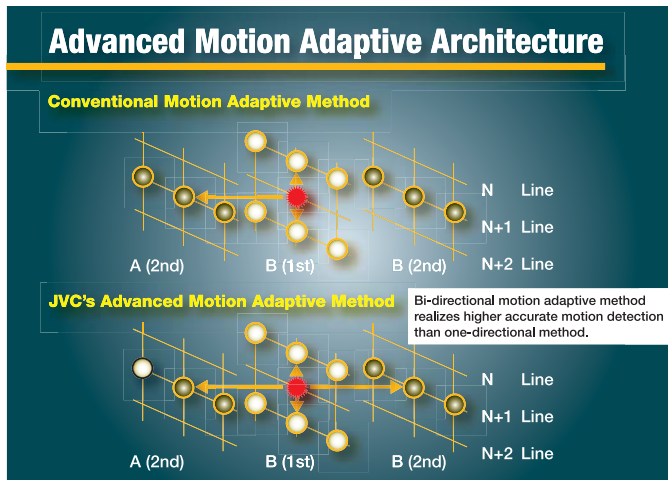 Advanced Motion Adaptive Architecture
Conventional Motion Adaptive Method
N Line
N+1 Line
N+2 Line
A (2nd) B (1st) B (2nd)
JVC's Advanced Motion Adaptive Method
Bi-directional motion adaptive method
realizes higher accurate motion detection
than one-directional method.
N Line
N+1 Line
N+2 Line
A (2nd) B (1st) B (2nd)